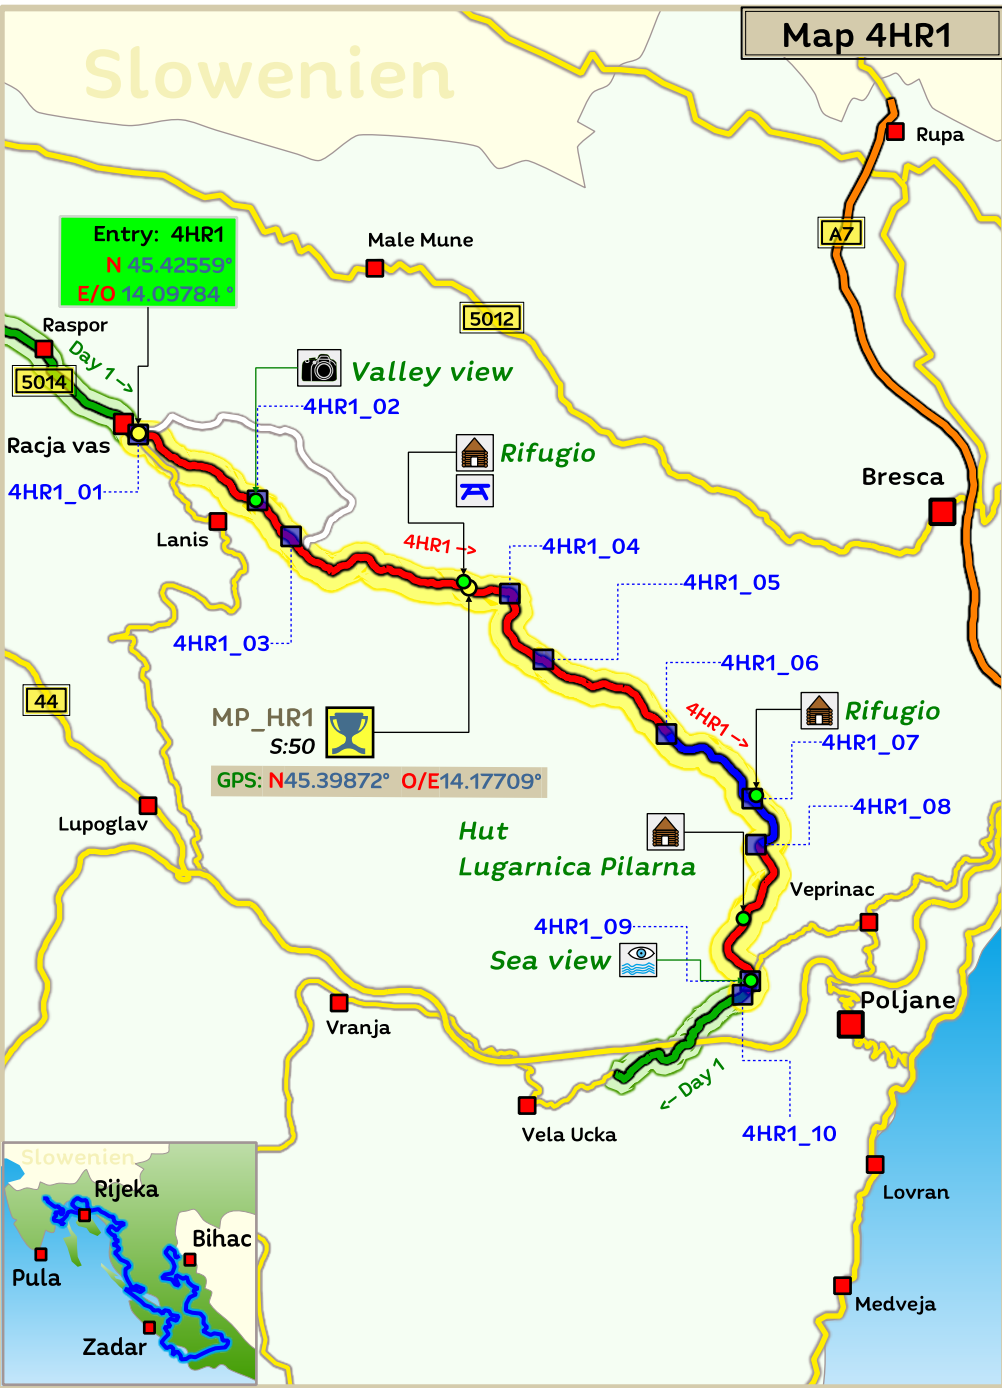 Map 4HR1
Slowenien
Rupa
A7
Entry: 4HR1
N 45.42559°
E/O 14.09784 °
Male Mune
5012
Raspor
Day 1 ->
5014
Valley view
4HR1_02
Racja vas
Rifugio
Bresca
4HR1_01
Lanis
4HR1 ->
4HR1_04
4HR1_05
4HR1_03
4HR1_06
44
MP_HR1
S:50
4HR1 ->
Rifugio
4HR1_07
GPS: N45.39872° O/E14.17709°
4HR1_08
Lupoglav
Hut
Lugarnica Pilarna
Veprinac
4HR1_09
Sea view
Poljane
Vranja
<- Day 1
Vela Ucka
4HR1_10
Slowenien
Rijeka
Lovran
Bihac
Pula
Medveja
Zadar